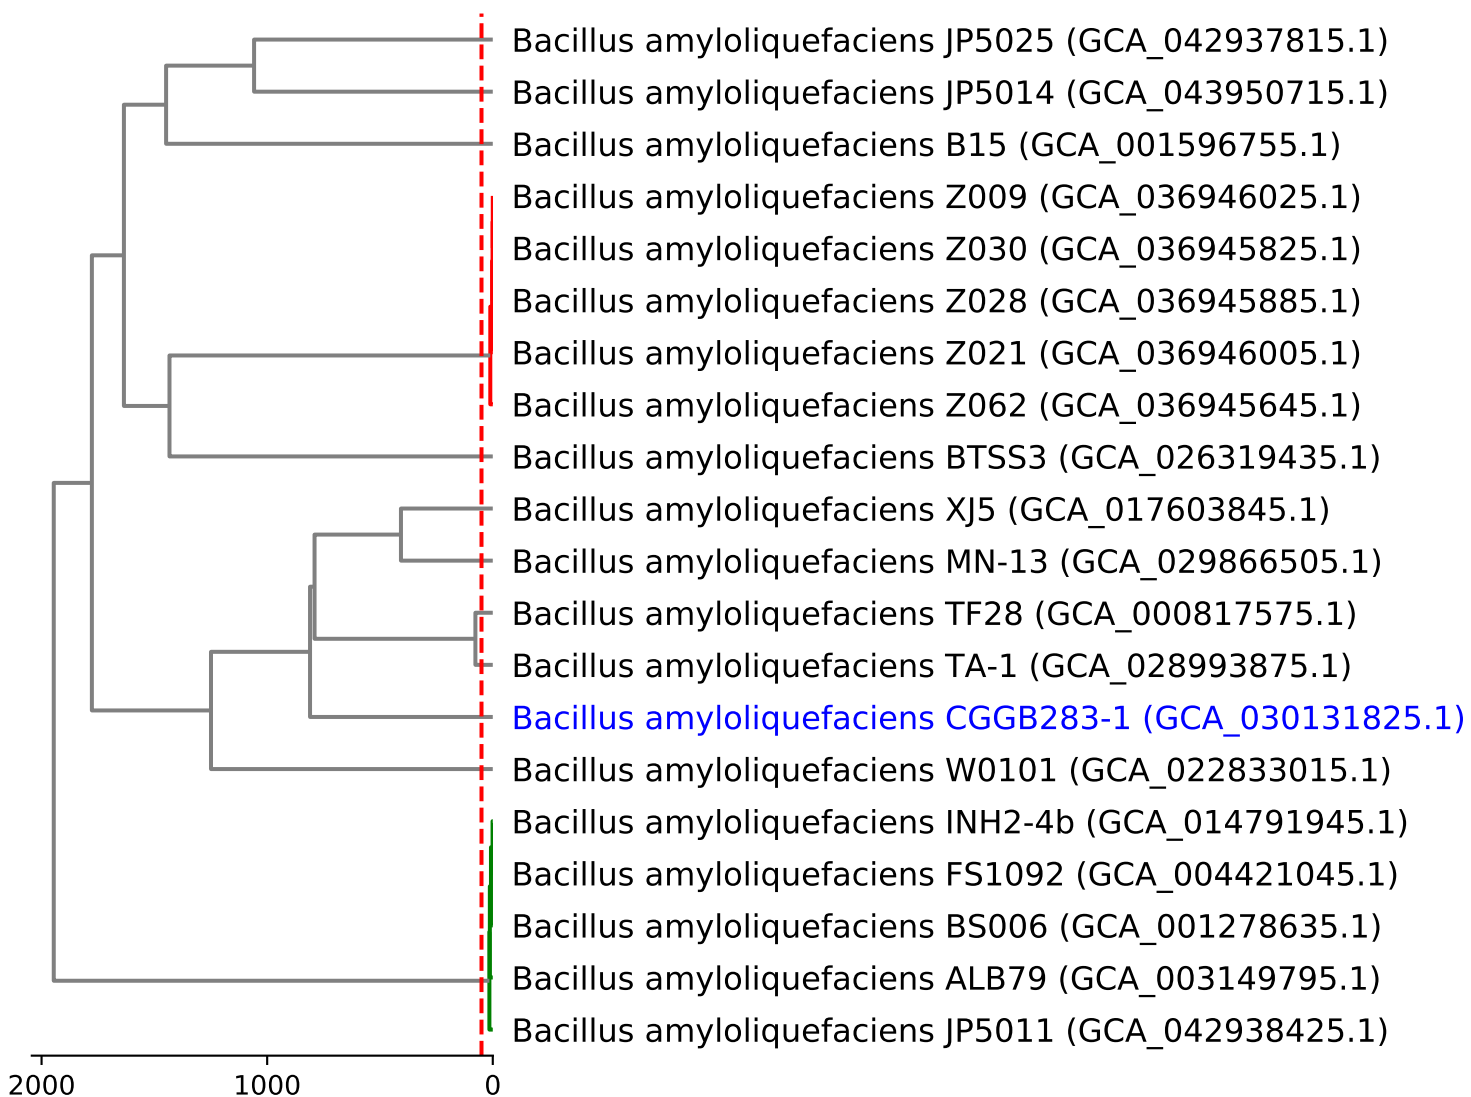 Bacillus amyloliquefaciens JP5025 (GCA_042937815.1)
Bacillus amyloliquefaciens JP5014 (GCA_043950715.1)
Bacillus amyloliquefaciens B15 (GCA_001596755.1)
Bacillus amyloliquefaciens Z009 (GCA_036946025.1)
Bacillus amyloliquefaciens Z030 (GCA_036945825.1)
Bacillus amyloliquefaciens Z028 (GCA_036945885.1)
Bacillus amyloliquefaciens Z021 (GCA_036946005.1)
Bacillus amyloliquefaciens Z062 (GCA_036945645.1)
Bacillus amyloliquefaciens BTSS3 (GCA_026319435.1)
Bacillus amyloliquefaciens XJ5 (GCA_017603845.1)
Bacillus amyloliquefaciens MN-13 (GCA_029866505.1)
Bacillus amyloliquefaciens TF28 (GCA_000817575.1)
Bacillus amyloliquefaciens TA-1 (GCA_028993875.1)
Bacillus amyloliquefaciens CGGB283-1 (GCA_030131825.1)
Bacillus amyloliquefaciens W0101 (GCA_022833015.1)
Bacillus amyloliquefaciens INH2-4b (GCA_014791945.1)
Bacillus amyloliquefaciens FS1092 (GCA_004421045.1)
Bacillus amyloliquefaciens BS006 (GCA_001278635.1)
Bacillus amyloliquefaciens ALB79 (GCA_003149795.1)
Bacillus amyloliquefaciens JP5011 (GCA_042938425.1)
2000 1000 0